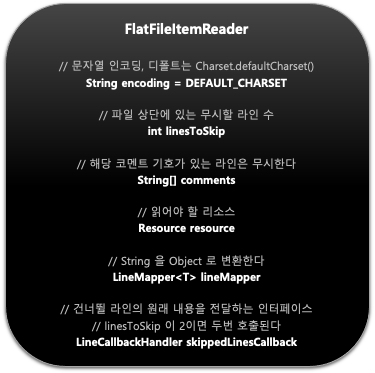 FlatFileItemReader
// 문자열 인코딩, 디폴트는 Charset.defaultCharset()
String encoding = DEFAULT_CHARSET
// 파일 상단에 있는 무시할 라인 수
int linesToSkip
// 해당 코멘트 기호가 있는 라인은 무시한다
String[] comments
// 읽어야 할 리소스
Resource resource
// String 을 Object 로 변환한다
LineMapper<T> lineMapper
// 건너뛸 라인의 원래 내용을 전달하는 인터페이스
// linesToSkip 이 2이면 두번 호출된다
LineCallbackHandler skippedLinesCallback